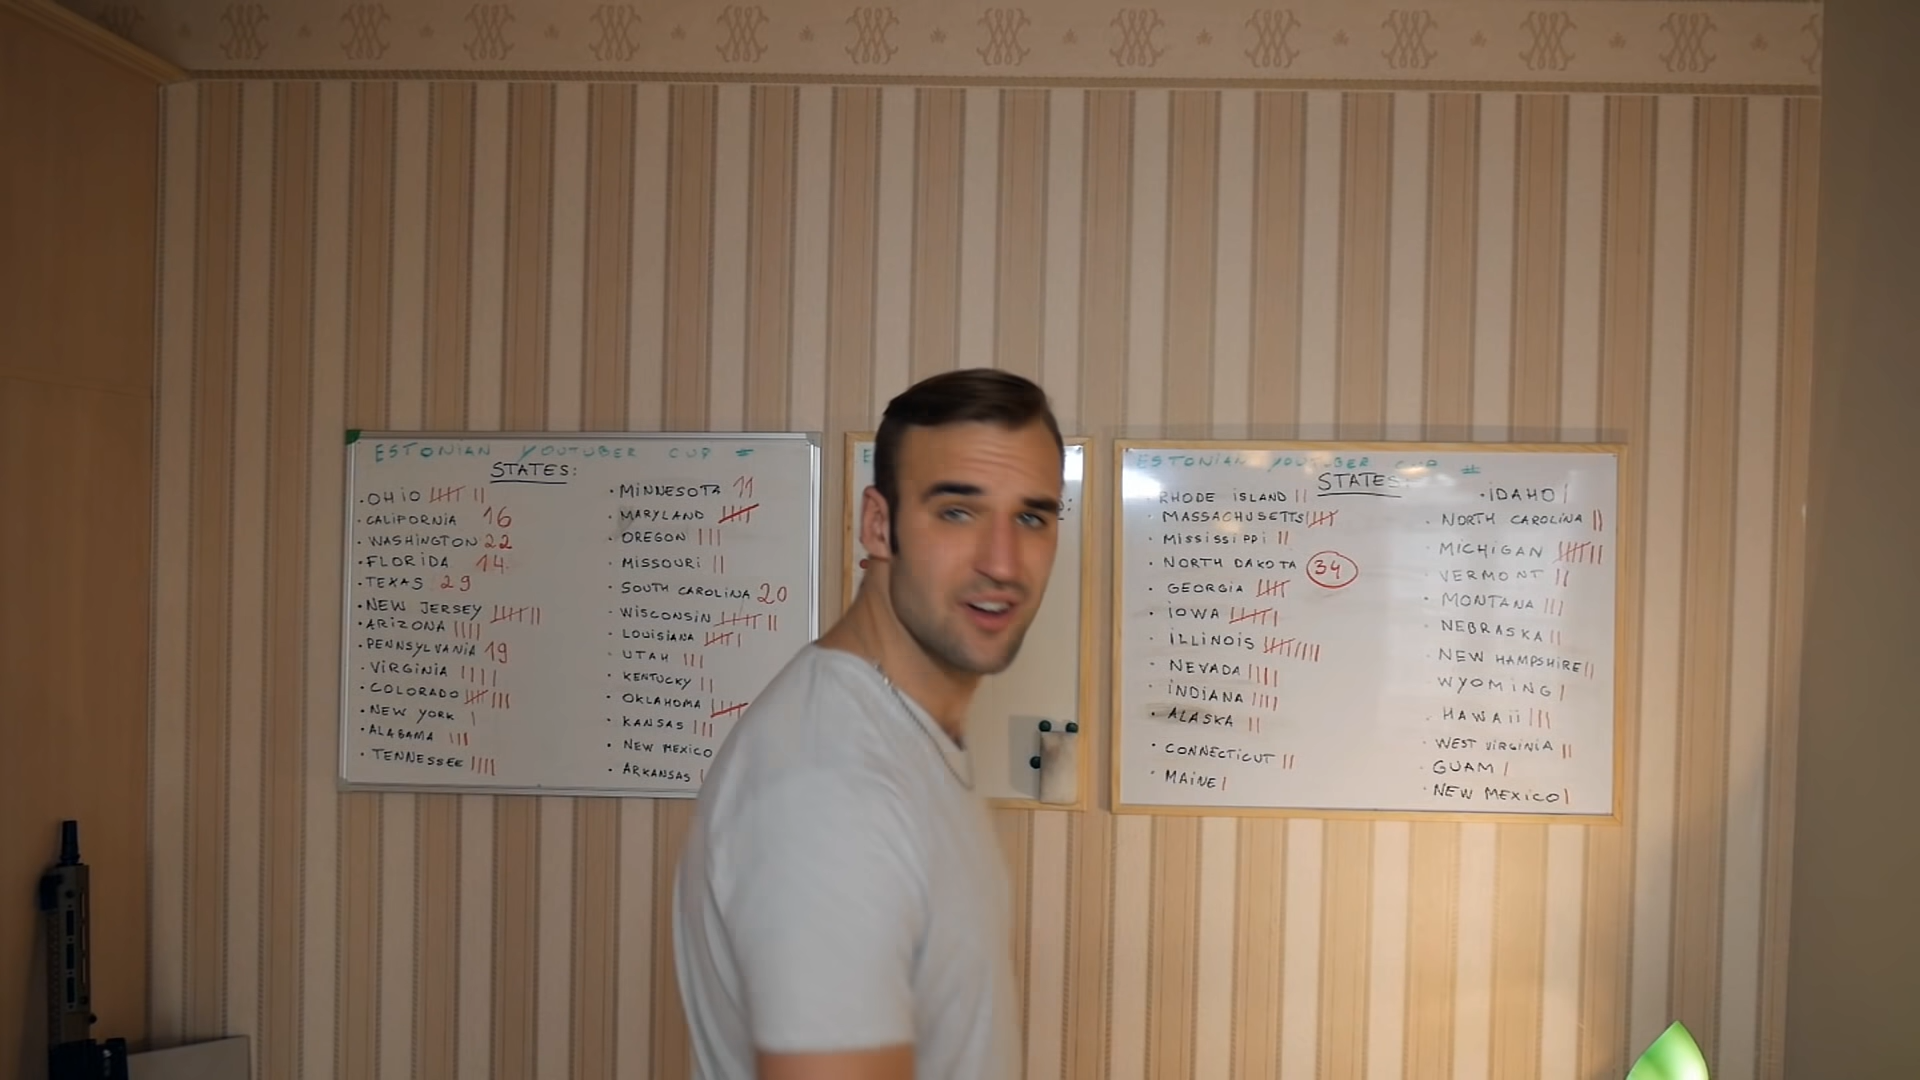 ESTONIAN YOUTUBER CUP #
STATES:
• OHIO |||| ||
• CALIFORNIA 16
• WASHINGTON 22
• FLORIDA 14
• TEXAS 29
• NEW JERSEY |||| ||
• ARIZONA ||||
• PENNSYLVANIA 19
• VIRGINIA ||||
• COLORADO |||| |||
• NEW YORK |
• ALABAMA |||
• TENNESSEE ||||
• MINNESOTA 11
• MARYLAND ||||
• OREGON |||
• MISSOURI ||
• SOUTH CAROLINA 20
• WISCONSIN |||| ||
• LOUISIANA |||| |
• UTAH |||
• KENTUCKY ||
• OKLAHOMA ||||
• KANSAS |||
• NEW MEXICO
• ARKANSAS |
E
:
ESTONIAN YOUTUBER CUP #
STATES:
• RHODE ISLAND ||
• MASSACHUSETTS ||||
• MISSISSIPPI ||
• NORTH DAKOTA 34
• GEORGIA ||||
• IOWA |||| |
• ILLINOIS |||| ||||
• NEVADA ||||
• INDIANA ||||
• ALASKA ||
• CONNECTICUT ||
• MAINE |
• IDAHO |
• NORTH CAROLINA ||
• MICHIGAN |||| ||
• VERMONT ||
• MONTANA |||
• NEBRASKA ||
• NEW HAMPSHIRE ||
• WYOMING |
• HAWAII |||
• WEST VIRGINIA ||
• GUAM |
• NEW MEXICO |